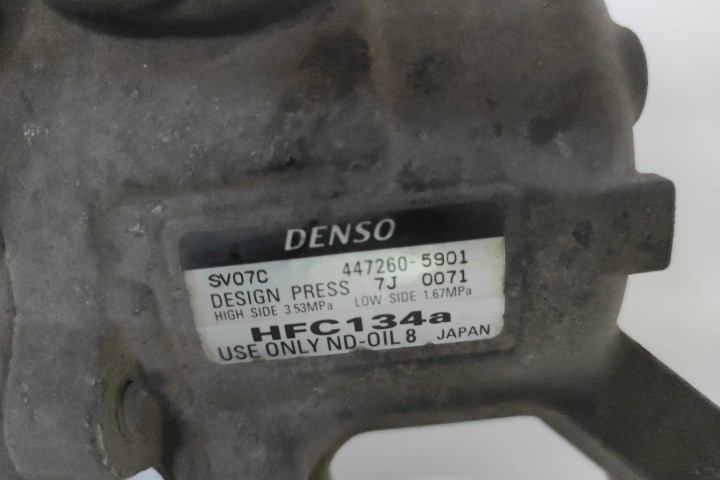 DENSO
SV07C 447260-5901
DESIGN PRESS 7J 0071
HIGH SIDE 3.53MPa LOW SIDE 1.67MPa
HFC134a
USE ONLY ND-OIL 8 JAPAN